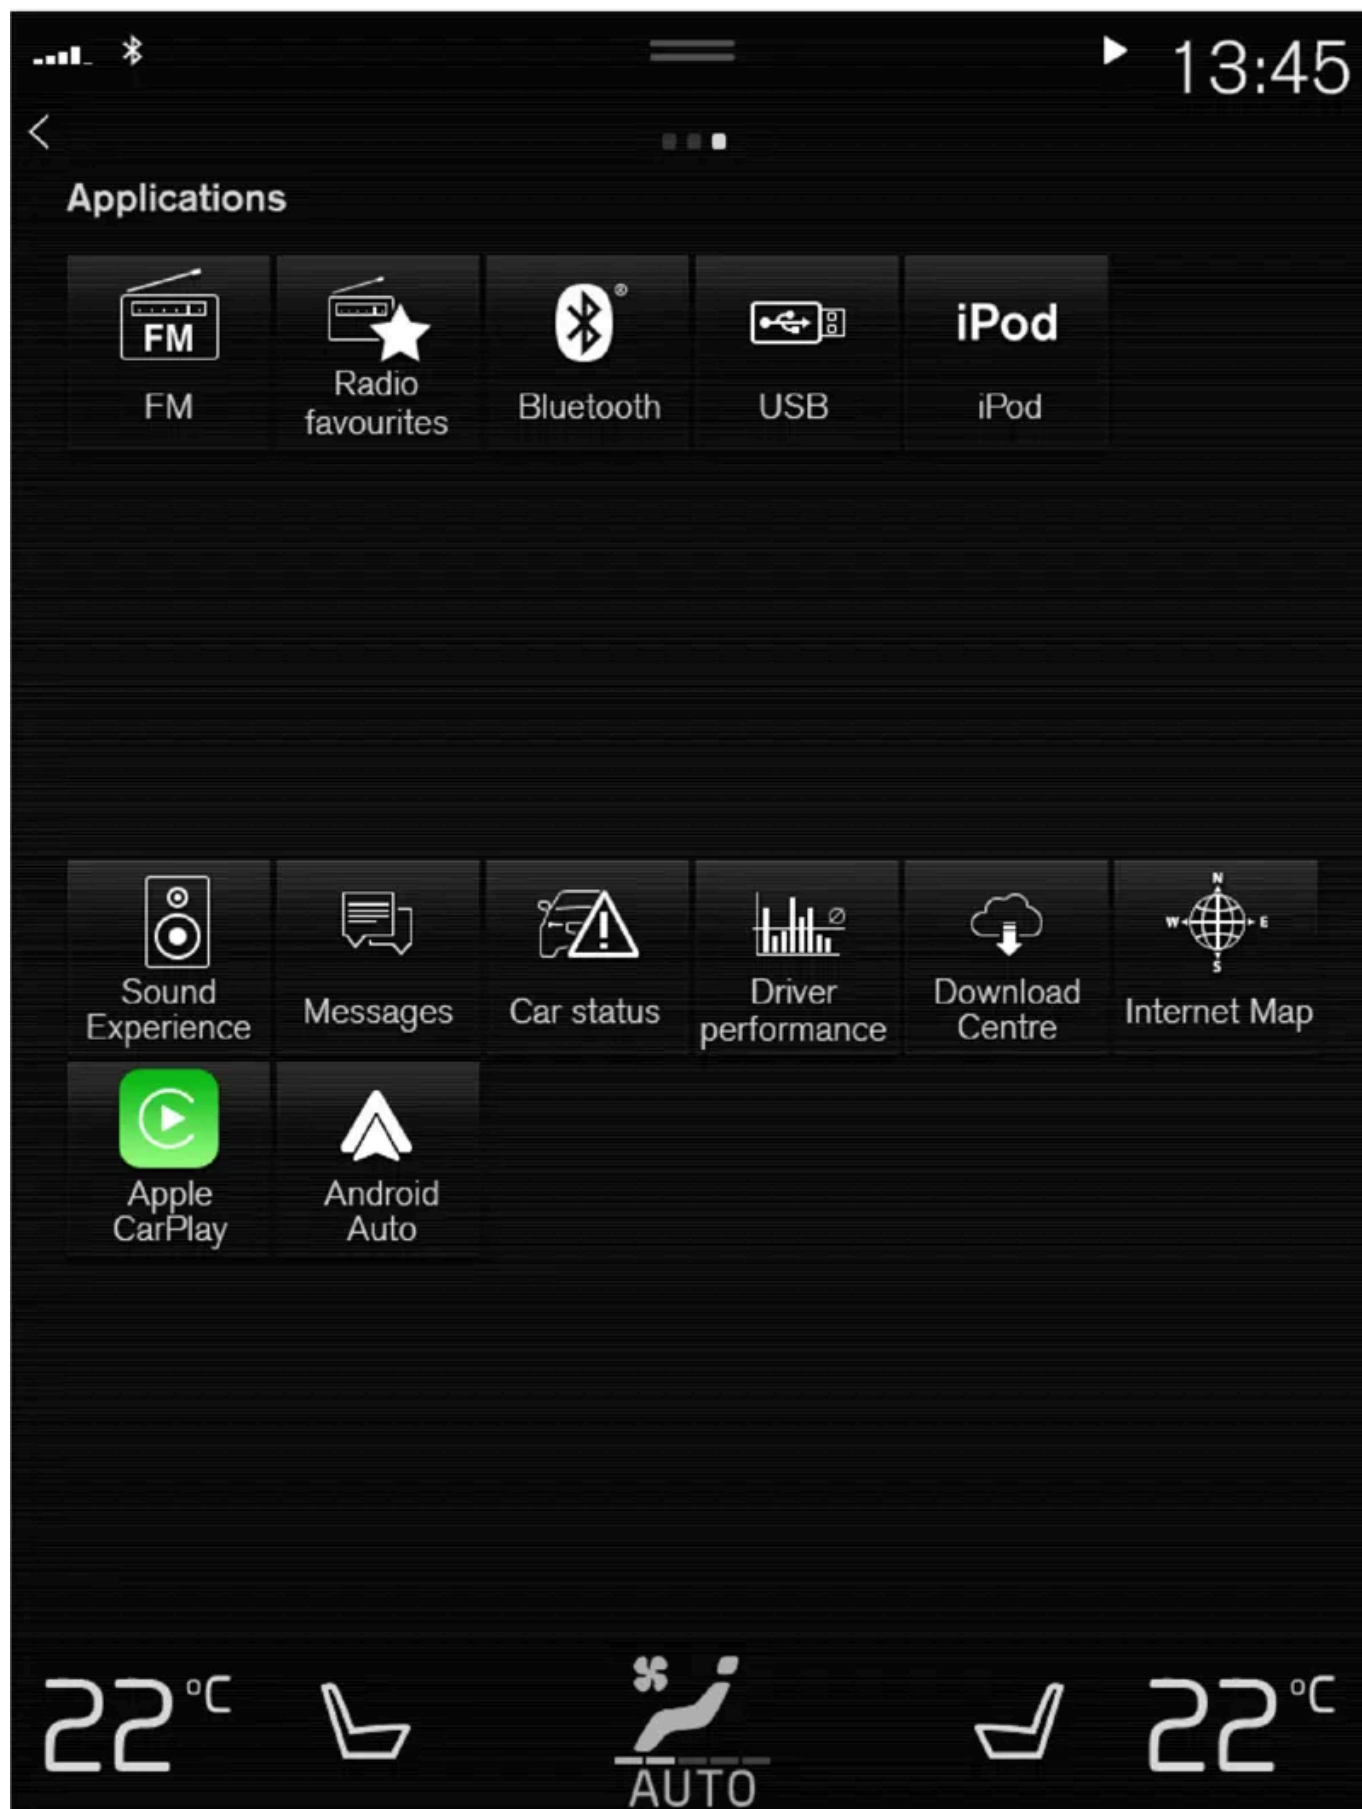 13:45
Applications
FM
FM
Radio
favourites
®
Bluetooth
USB
iPod
iPod
Sound
Experience
Messages
Car status
Ø
Driver
performance
Download
Centre
N
W E
S
Internet Map
Apple
CarPlay
Android
Auto
22°C
AUTO
22°C